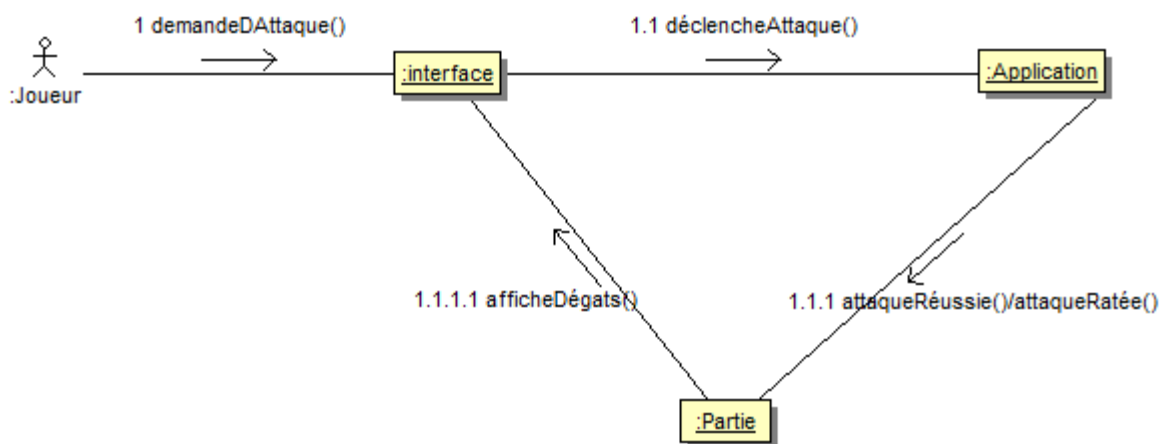 1 demandeDAttaque()
1.1 déclencheAttaque()
:interface
:Application
:Joueur
1.1.1.1 afficheDégats()
1.1.1 attaqueRéussie()/attaqueRatée()
:Partie